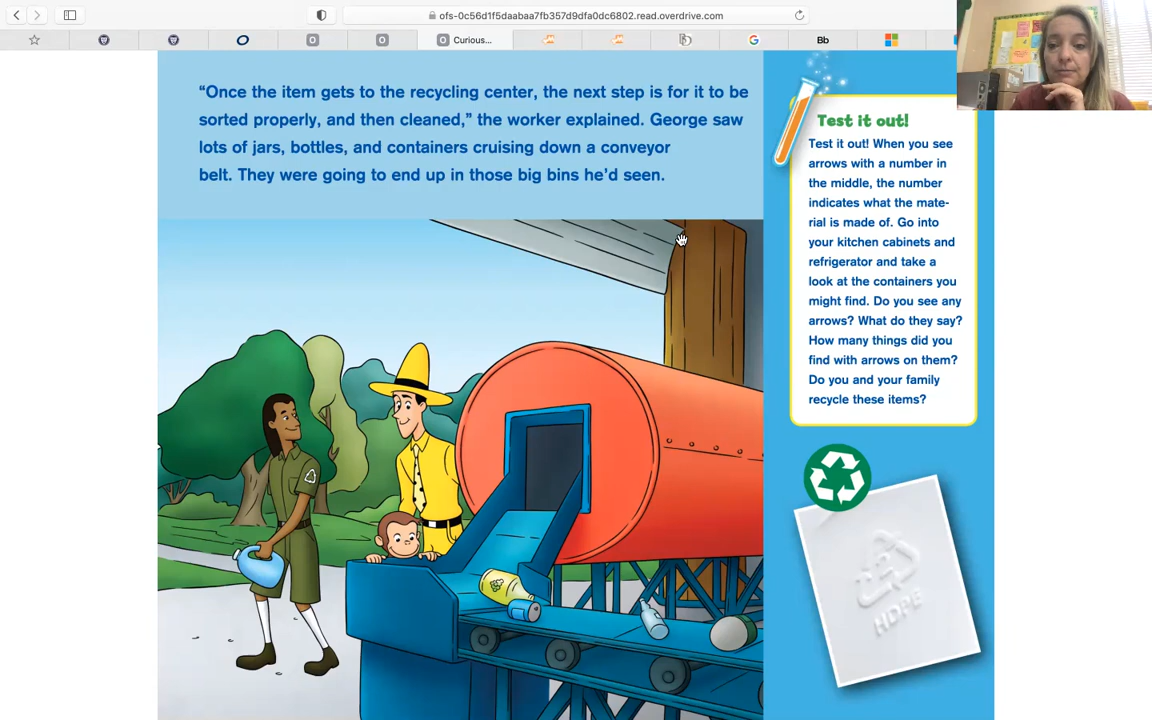 ofs-0c56d1f5daabaa7fb357d9dfa0dc6802.read.overdrive.com
Curious...
Bb
“Once the item gets to the recycling center, the next step is for it to be
sorted properly, and then cleaned,” the worker explained. George saw
lots of jars, bottles, and containers cruising down a conveyor
belt. They were going to end up in those big bins he’d seen.
Test it out!
Test it out! When you see
arrows with a number in
the middle, the number
indicates what the mate-
rial is made of. Go into
your kitchen cabinets and
refrigerator and take a
look at the containers you
might find. Do you see any
arrows? What do they say?
How many things did you
find with arrows on them?
Do you and your family
recycle these items?
HDPE